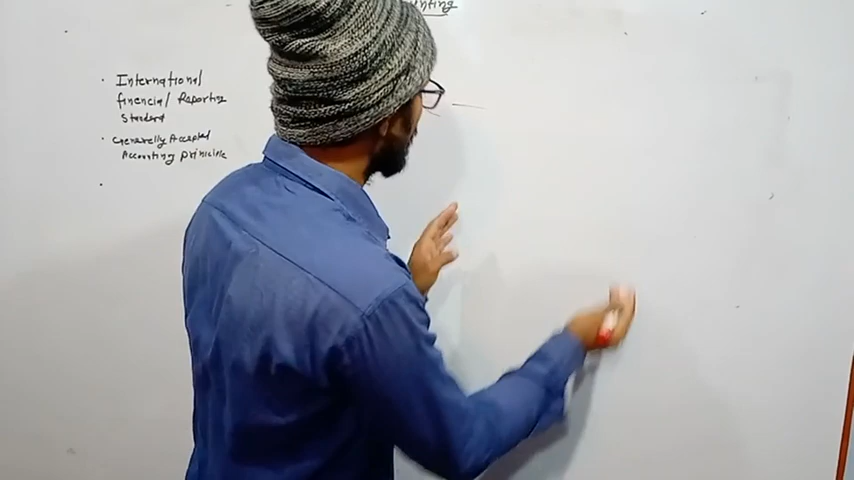 International
financial Reporting
Standard
Generally Accepted
Accounting principle